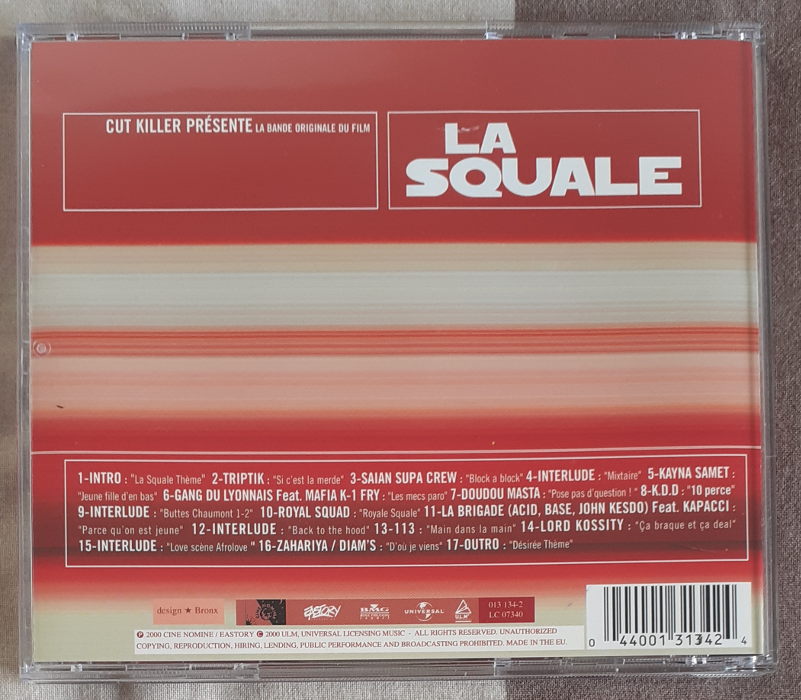 CUT KILLER PRÉSENTE LA BANDE ORIGINALE DU FILM
LA
SQUALE
1-INTRO : "La Squale Thème" 2-TRIPTIK : "Si c'est la merde" 3-SAIAN SUPA CREW : "Block a block" 4-INTERLUDE : "Mixtaire" 5-KAYNA SAMET :
"Jeune fille d'en bas" 6-GANG DU LYONNAIS Feat. MAFIA K-1 FRY : "Les mecs paro" 7-DOUDOU MASTA : "Pose pas d'question !" 8-K.D.D : "10 perce"
9-INTERLUDE : "Buttes Chaumont 1-2" 10-ROYAL SQUAD : "Royale Squale" 11-LA BRIGADE (ACID, BASE, JOHN KESDO) Feat. KAPACCI :
"Parce qu'on est jeune" 12-INTERLUDE : "Back to the hood" 13-113 : "Main dans la main" 14-LORD KOSSITY : "Ça braque et ça deal"
15-INTERLUDE : "Love scène Afrolove " 16-ZAHARIYA / DIAM'S : "D'où je viens" 17-OUTRO : "Désirée Thème"
design ★ Bronx EASTORY BMG UNIVERSAL U.L.M 013 134-2
LC 07340
℗ 2000 CINE NOMINE / EASTORY © 2000 ULM, UNIVERSAL LICENSING MUSIC - ALL RIGHTS RESERVED. UNAUTHORIZED
COPYING, REPRODUCTION, HIRING, LENDING, PUBLIC PERFORMANCE AND BROADCASTING PROHIBITED. MADE IN THE EU.
0 44001 31342 4